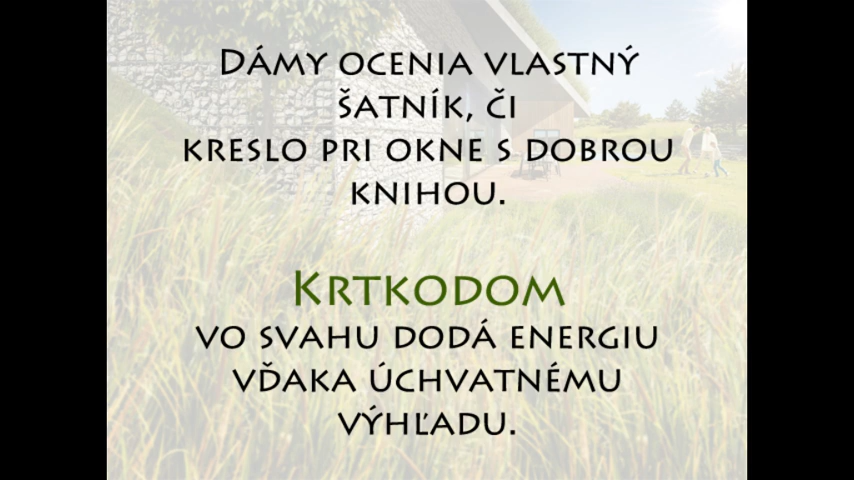 Dámy ocenia vlastný
šatník, či
kreslo pri okne s dobrou
knihou.
Krtkodom
vo svahu dodá energiu
vďaka úchvatnému
výhľadu.